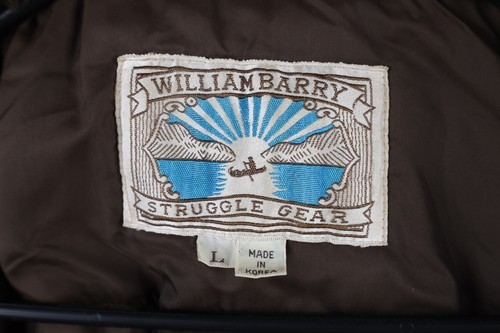 WILLIAM BARRY
STRUGGLE GEAR
L
MADE
IN
KOREA